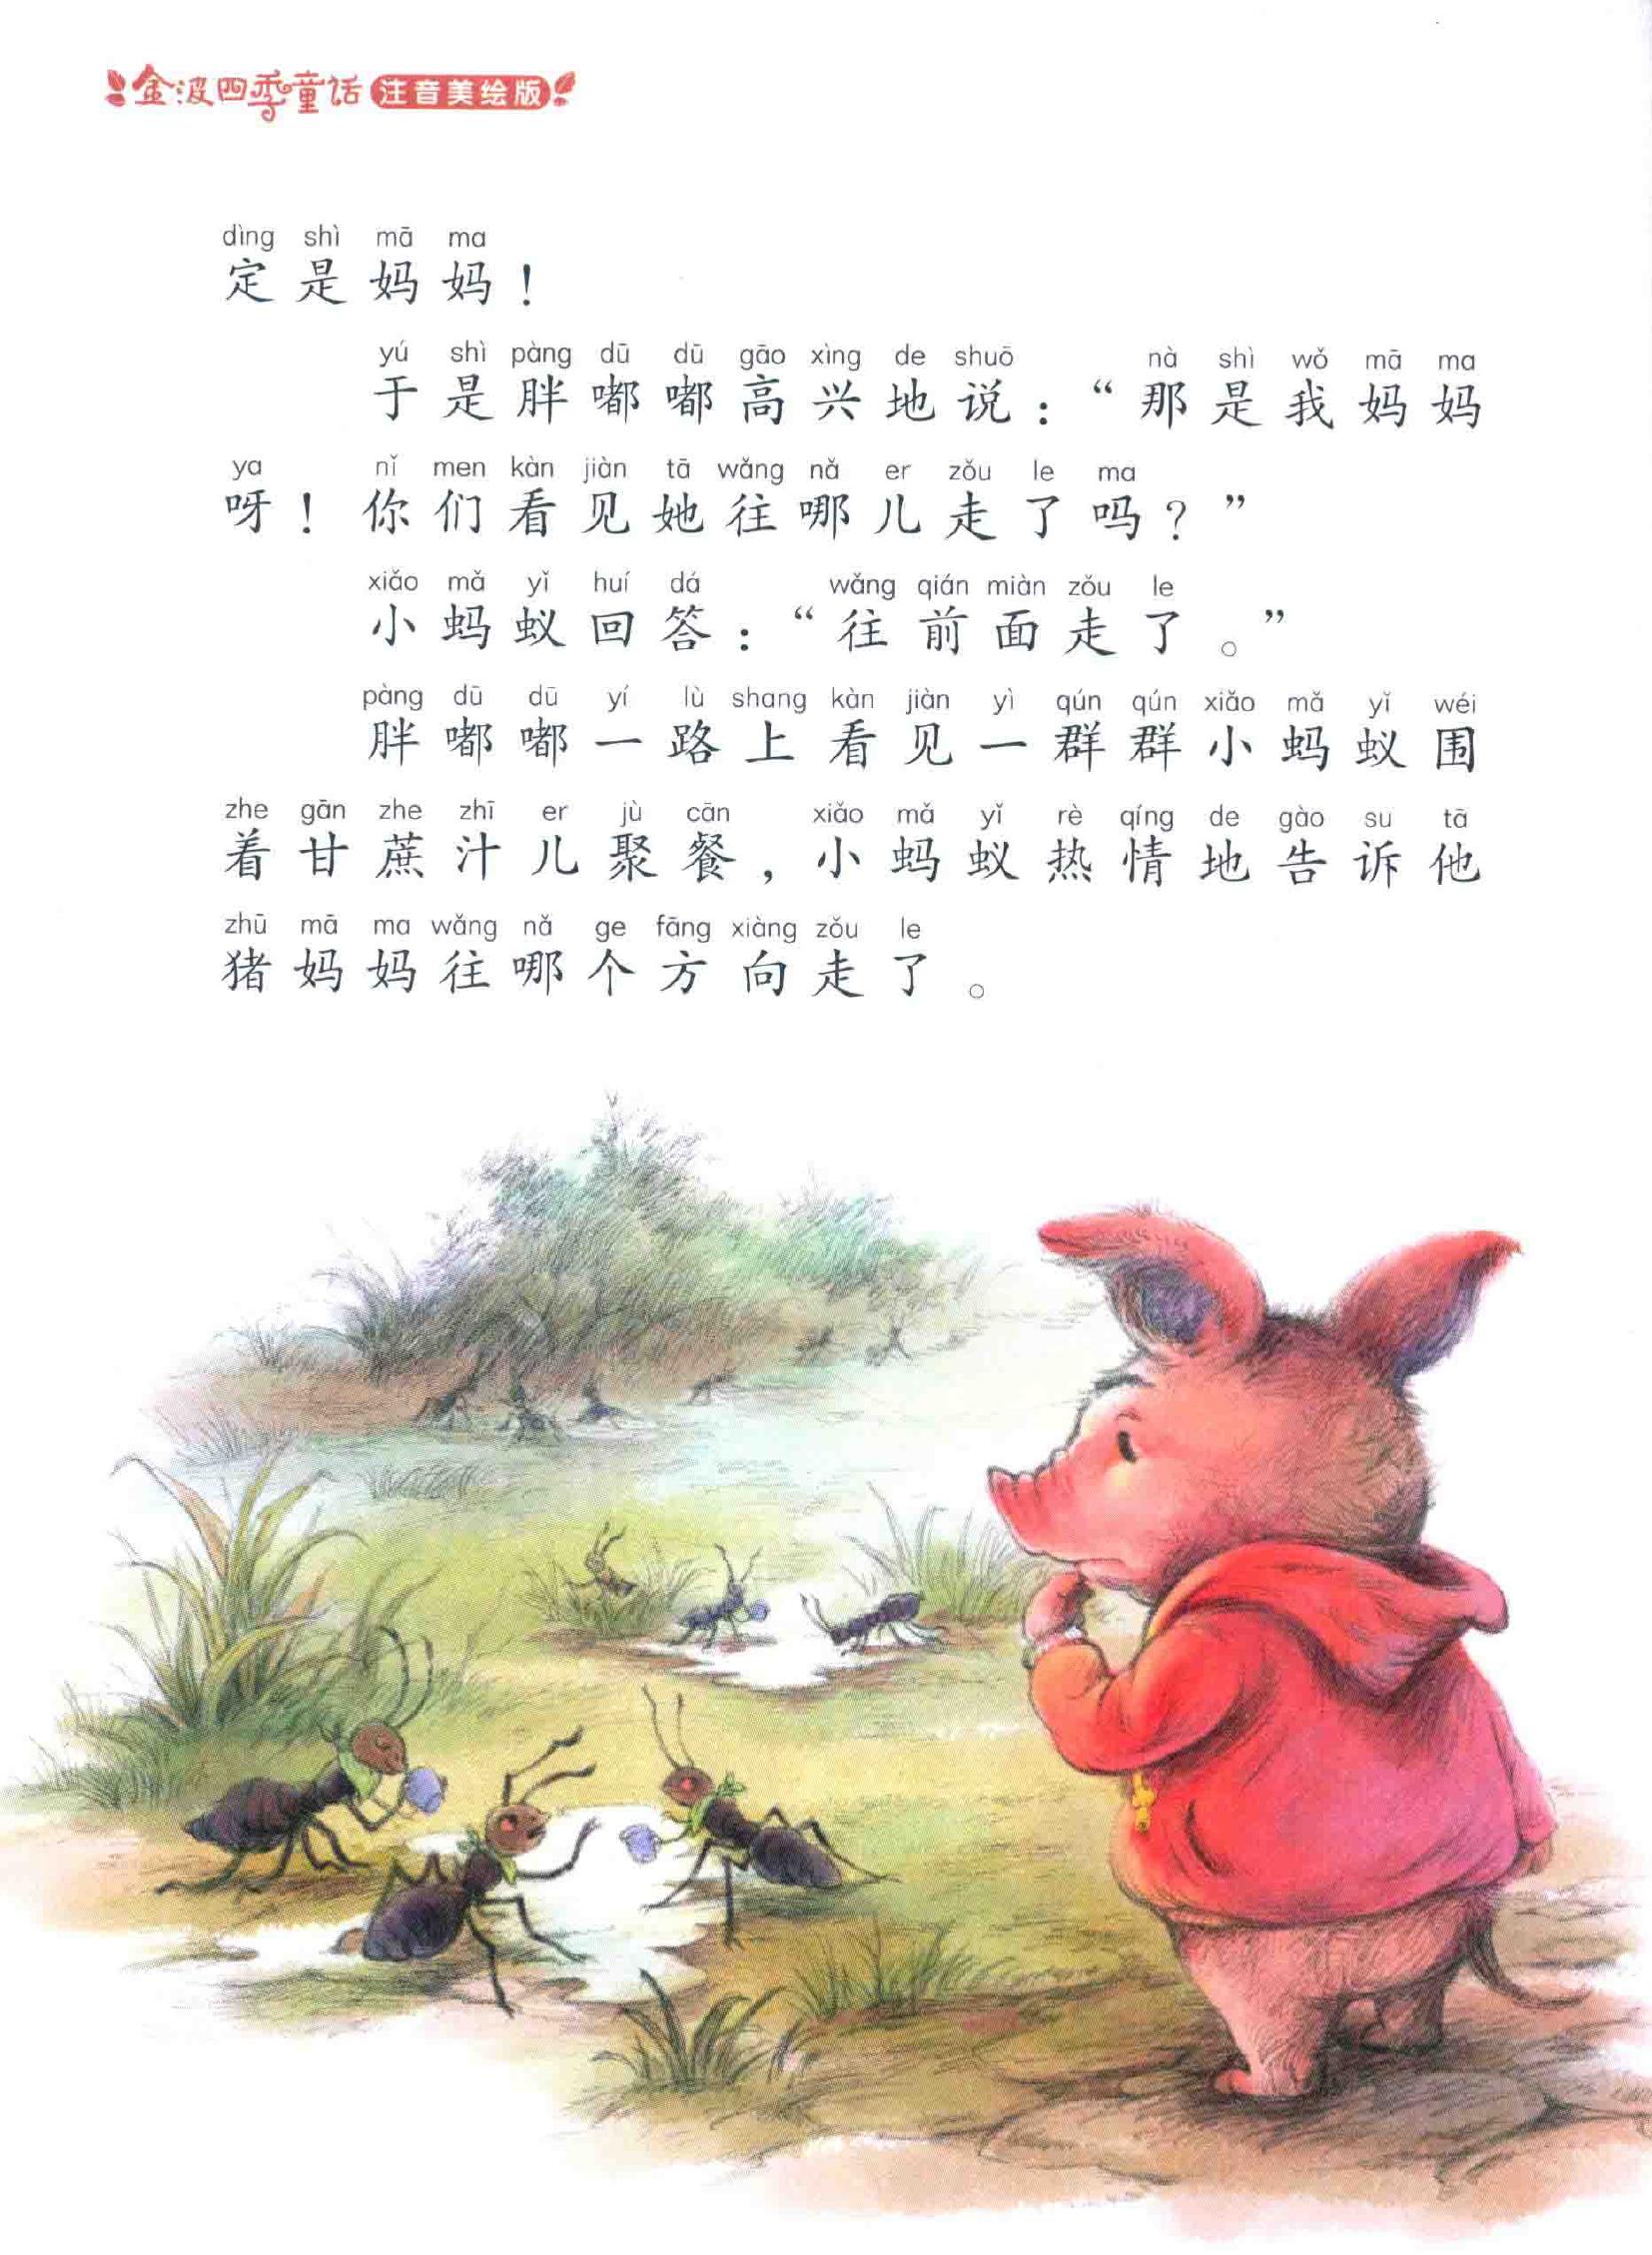 金波四季童话 注音美绘版
dìng shì mā ma
定是妈妈！
yú shì pàng dū dū gāo xìng de shuō nà shì wǒ mā ma
于是胖嘟嘟高兴地说：“那是我妈妈
ya nǐ men kàn jiàn tā wǎng nǎ er zǒu le ma
呀！你们看见她往哪儿走了吗？”
xiǎo mǎ yǐ huí dá wǎng qián miàn zǒu le
小蚂蚁回答：“往前面走了。”
pàng dū dū yí lù shang kàn jiàn yì qún qún xiǎo mǎ yǐ wéi
胖嘟嘟一路上看见一群群小蚂蚁围
zhe gān zhe zhī er jù cān xiǎo mǎ yǐ rè qíng de gào su tā
着甘蔗汁儿聚餐，小蚂蚁热情地告诉他
zhū mā ma wǎng nǎ ge fāng xiàng zǒu le
猪妈妈往哪个方向走了。